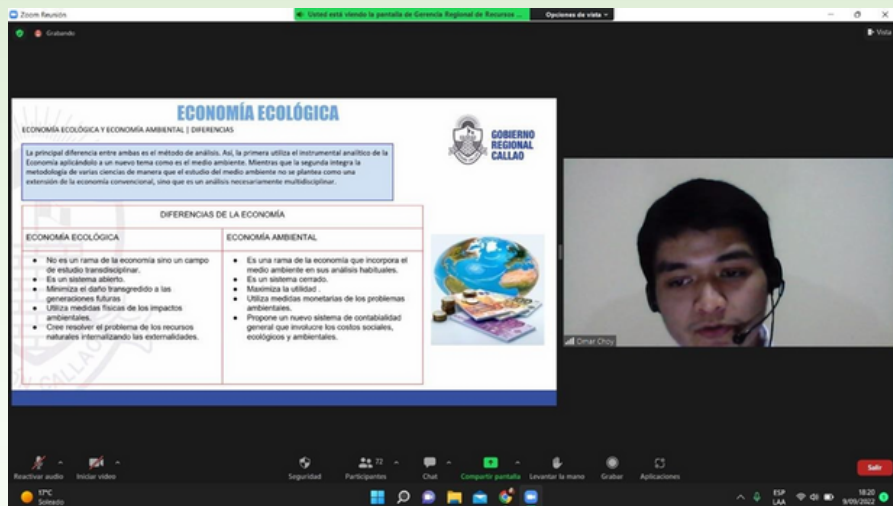 Zoom Reunión
Usted está viendo la pantalla de Gerencia Regional de Recursos ...
Opciones de vista
Grabando
Vista
ECONOMÍA ECOLÓGICA
ECONOMÍA ECOLÓGICA Y ECONOMÍA AMBIENTAL | DIFERENCIAS
GOBIERNO
REGIONAL
CALLAO
La principal diferencia entre ambas es el método de análisis. Así, la primera utiliza el instrumental analítico de la
Economía aplicándolo a un nuevo tema como es el medio ambiente. Mientras que la segunda integra la
metodología de varias ciencias de manera que el estudio del medio ambiente no se plantea como una
extensión de la economía convencional, sino que es un análisis necesariamente multidisciplinar.
DIFERENCIAS DE LA ECONOMÍA
ECONOMÍA ECOLÓGICA
No es un rama de la economía sino un campo
de estudio transdisciplinar.
Es un sistema abierto.
Minimiza el daño transgredido a las
generaciones futuras
Utiliza medidas físicas de los impactos
ambientales.
Cree resolver el problema de los recursos
naturales internalizando las externalidades.
ECONOMÍA AMBIENTAL
Es una rama de la economía que incorpora el
medio ambiente en sus análisis habituales.
Es un sistema cerrado.
Maximiza la utilidad .
Utiliza medidas monetarias de los problemas
ambientales.
Propone un nuevo sistema de contabilidad
general que involucre los costos sociales,
ecológicos y ambientales.
CALLAO
Omar Choy
Reactivar audio
Iniciar video
Seguridad
72
Participantes
Chat
Compartir pantalla
Levantar la mano
Grabar
Aplicaciones
Salir
17°C
Soleado
ESP
LAA
18:20
9/09/2022